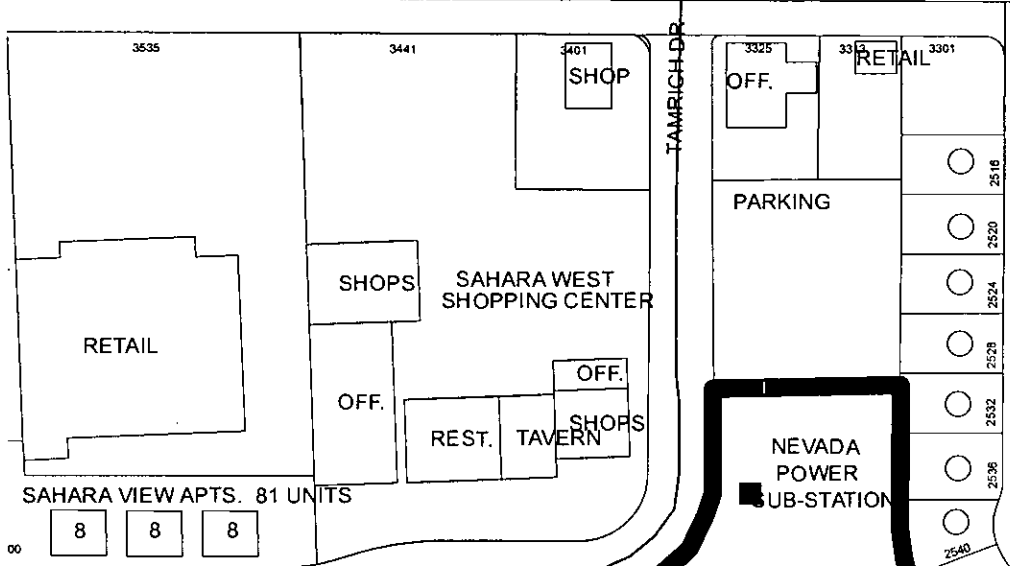 3535
3441
3401
SHOP
TAMRICH DR
3325
OFF.
3313
RETAIL
3301
2516
PARKING
2520
SHOPS
SAHARA WEST
SHOPPING CENTER
2524
RETAIL
2528
OFF.
OFF.
2532
REST.
TAVERN
SHOPS
NEVADA
POWER
SUB-STATION
2536
SAHARA VIEW APTS. 81 UNITS
8
8
8
00
2540